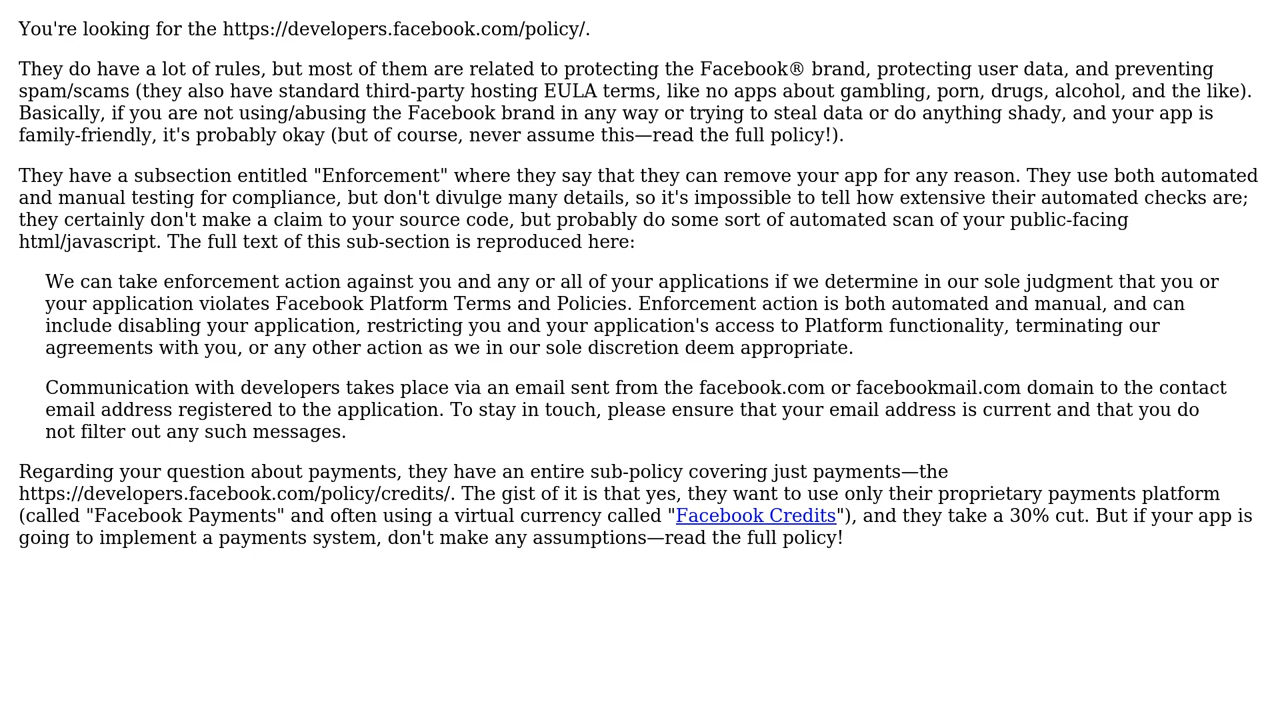 You're looking for the https://developers.facebook.com/policy/.
They do have a lot of rules, but most of them are related to protecting the Facebook® brand, protecting user data, and preventing
spam/scams (they also have standard third-party hosting EULA terms, like no apps about gambling, porn, drugs, alcohol, and the like).
Basically, if you are not using/abusing the Facebook brand in any way or trying to steal data or do anything shady, and your app is
family-friendly, it's probably okay (but of course, never assume this—read the full policy!).
They have a subsection entitled "Enforcement" where they say that they can remove your app for any reason. They use both automated
and manual testing for compliance, but don't divulge many details, so it's impossible to tell how extensive their automated checks are;
they certainly don't make a claim to your source code, but probably do some sort of automated scan of your public-facing
html/javascript. The full text of this sub-section is reproduced here:
We can take enforcement action against you and any or all of your applications if we determine in our sole judgment that you or
your application violates Facebook Platform Terms and Policies. Enforcement action is both automated and manual, and can
include disabling your application, restricting you and your application's access to Platform functionality, terminating our
agreements with you, or any other action as we in our sole discretion deem appropriate.
Communication with developers takes place via an email sent from the facebook.com or facebookmail.com domain to the contact
email address registered to the application. To stay in touch, please ensure that your email address is current and that you do
not filter out any such messages.
Regarding your question about payments, they have an entire sub-policy covering just payments—the
https://developers.facebook.com/policy/credits/. The gist of it is that yes, they want to use only their proprietary payments platform
(called "Facebook Payments" and often using a virtual currency called "Facebook Credits"), and they take a 30% cut. But if your app is
going to implement a payments system, don't make any assumptions—read the full policy!